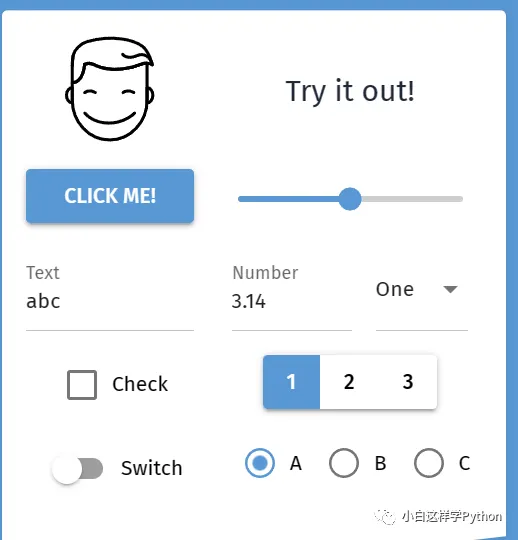 Try it out!
CLICK ME!
Text
Number
abc
3.14
One
Check
1 2 3
Switch
A B C
小白这样学Python